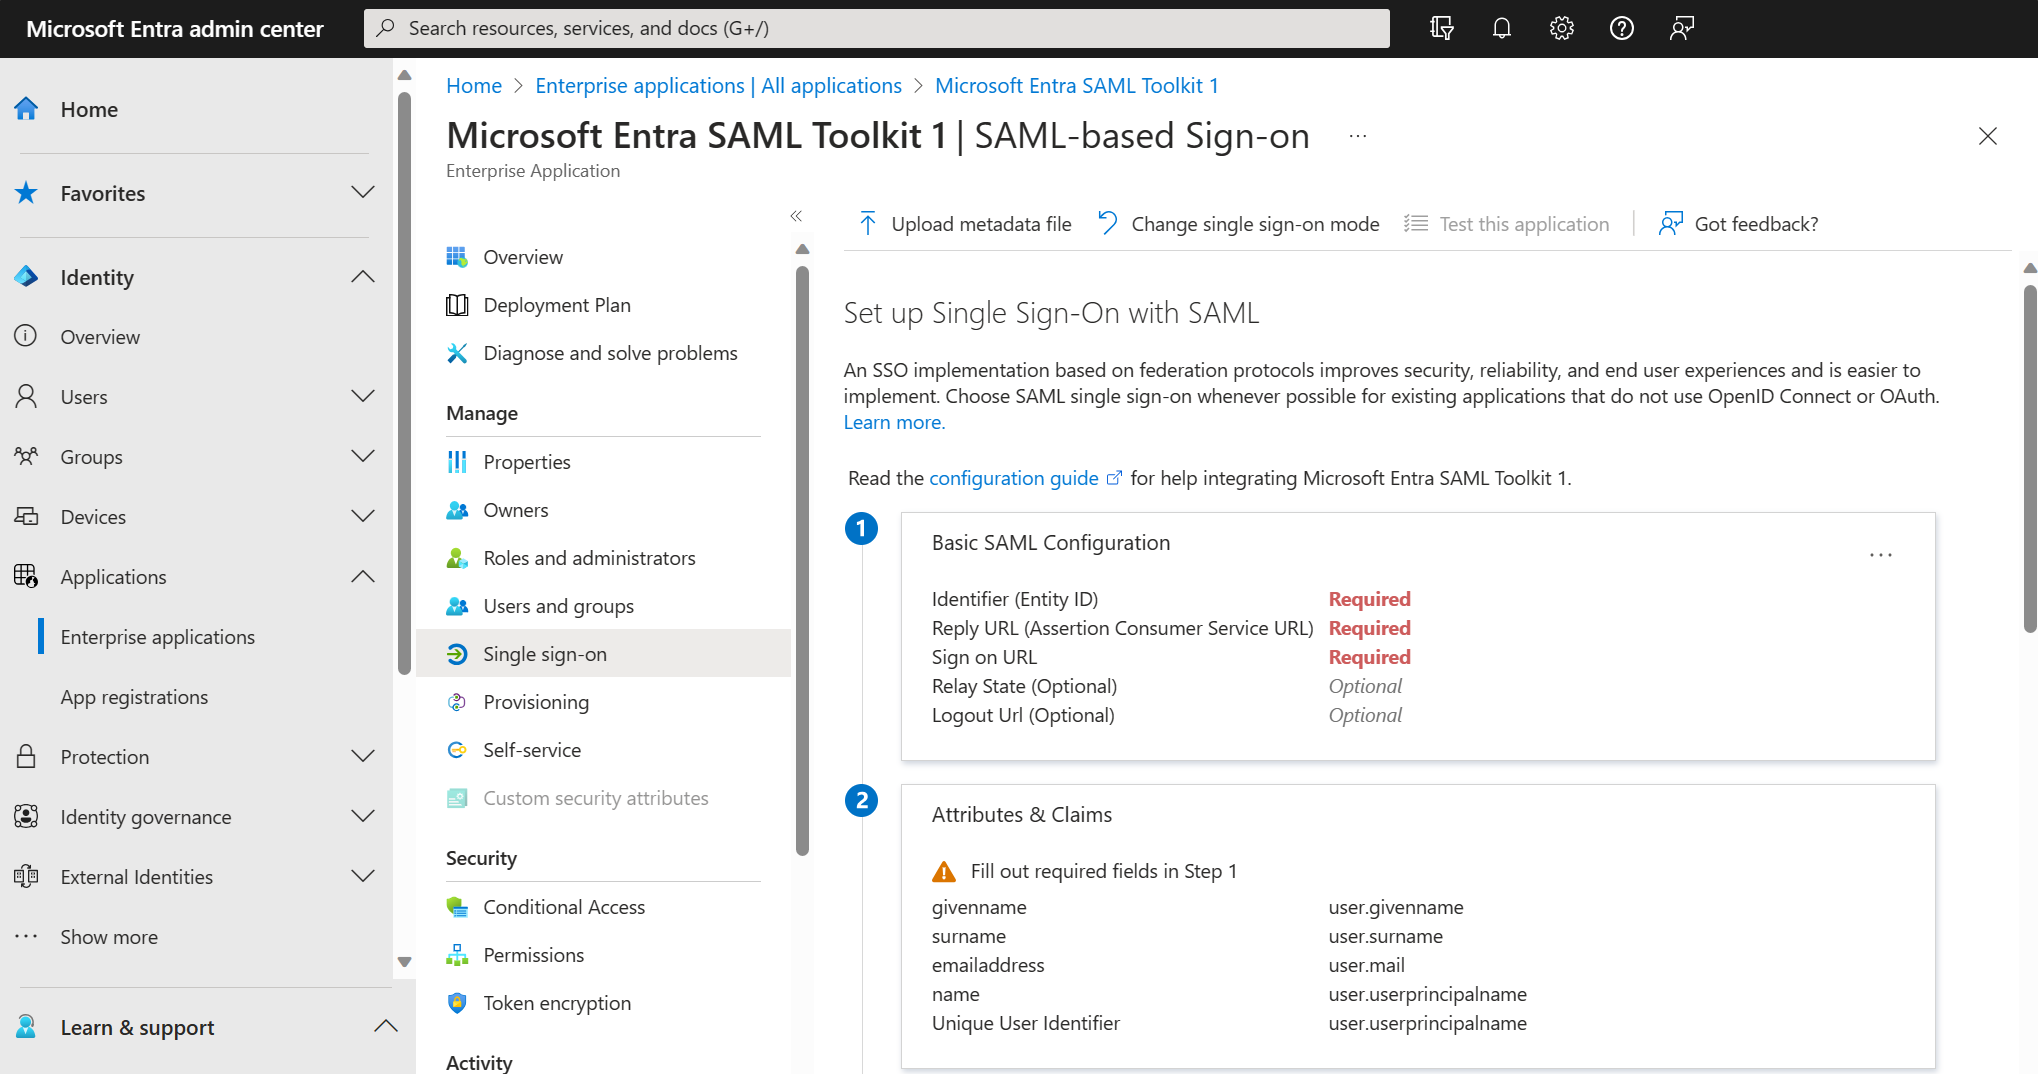 Microsoft Entra admin center
Search resources, services, and docs (G+/)
Home
Favorites
Identity
Overview
Users
Groups
Devices
Applications
Enterprise applications
App registrations
Protection
Identity governance
External Identities
Show more
Learn & support
Home > Enterprise applications | All applications > Microsoft Entra SAML Toolkit 1
Microsoft Entra SAML Toolkit 1 | SAML-based Sign-on ...
Enterprise Application
Overview
Deployment Plan
Diagnose and solve problems
Manage
Properties
Owners
Roles and administrators
Users and groups
Single sign-on
Provisioning
Self-service
Custom security attributes
Security
Conditional Access
Permissions
Token encryption
Activity
Upload metadata file Change single sign-on mode Test this application Got feedback?
Set up Single Sign-On with SAML
An SSO implementation based on federation protocols improves security, reliability, and end user experiences and is easier to
implement. Choose SAML single sign-on whenever possible for existing applications that do not use OpenID Connect or OAuth.
Learn more.
Read the configuration guide for help integrating Microsoft Entra SAML Toolkit 1.
1
Basic SAML Configuration
Identifier (Entity ID) Required
Reply URL (Assertion Consumer Service URL) Required
Sign on URL Required
Relay State (Optional) Optional
Logout Url (Optional) Optional
2
Attributes & Claims
Fill out required fields in Step 1
givenname user.givenname
surname user.surname
emailaddress user.mail
name user.userprincipalname
Unique User Identifier user.userprincipalname